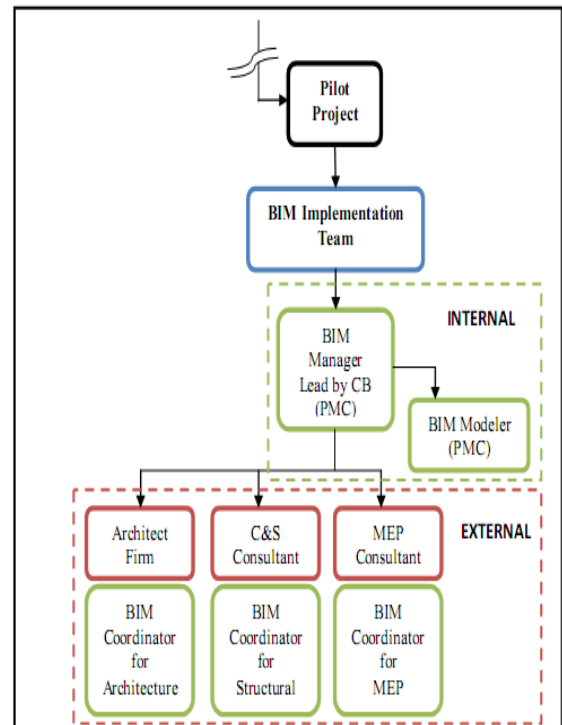 Pilot
Project
BIM Implementation
Team
INTERNAL
BIM
Manager
Lead by CB
(PMC)
BIM Modeler
(PMC)
EXTERNAL
Architect
Firm
C&S
Consultant
MEP
Consultant
BIM
Coordinator
for
Architecture
BIM
Coordinator
for
Structural
BIM
Coordinator
for
MEP